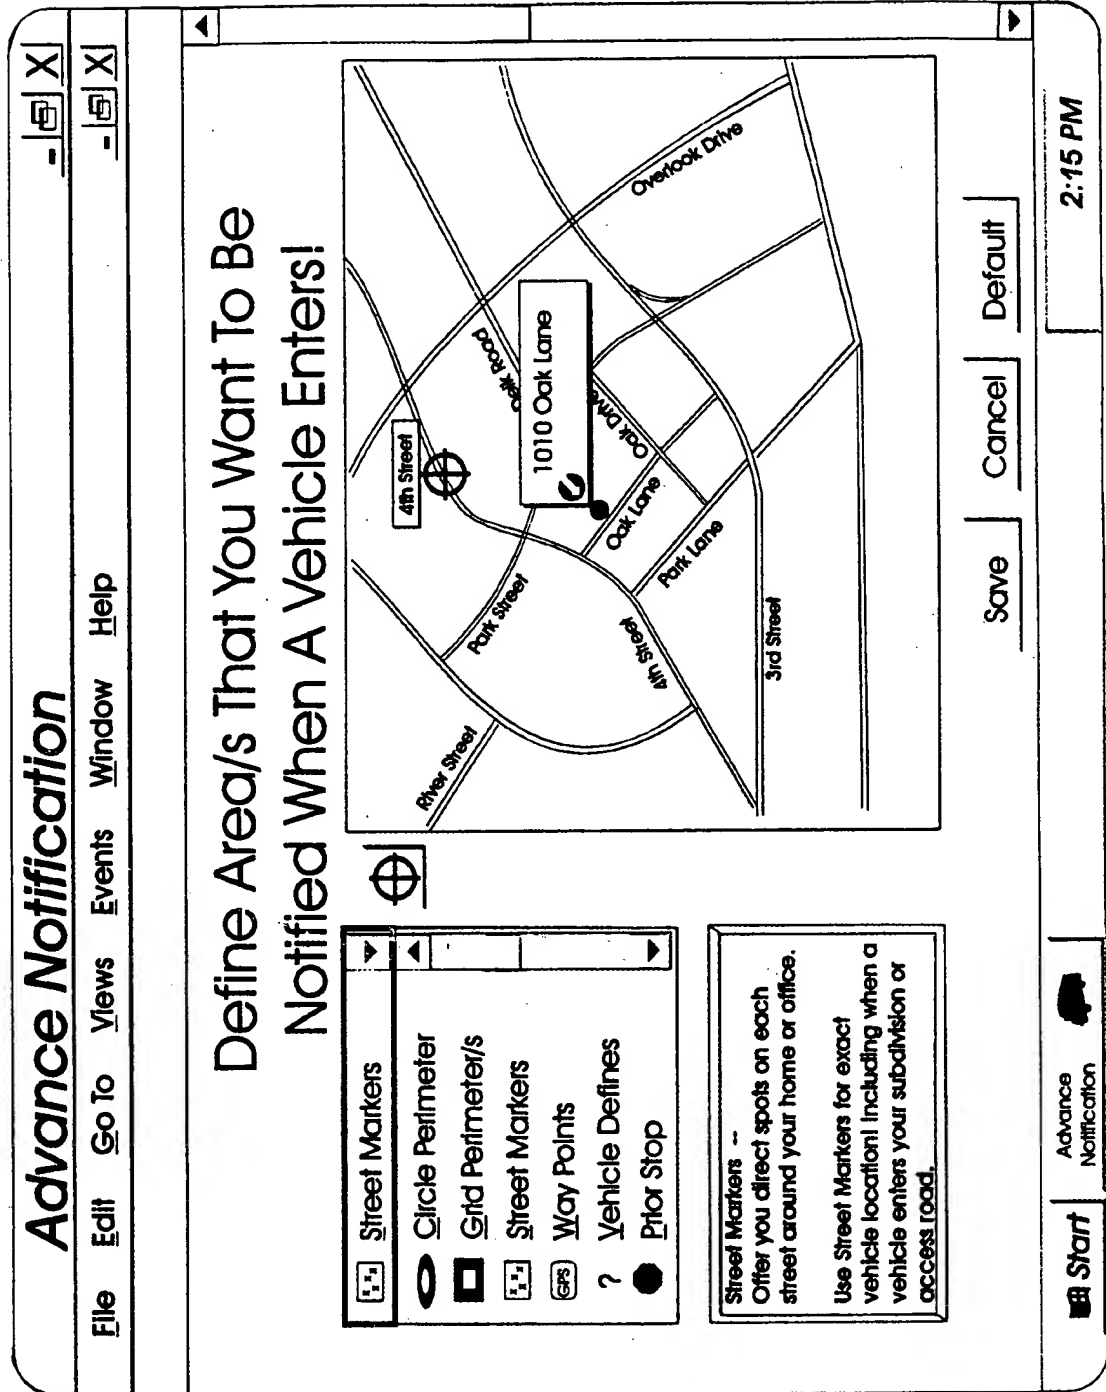 Advance Notification
File Edit Go To Views Events Window Help
Define Area/s That You Want To Be
Notified When A Vehicle Enters!
Street Markers
Circle Perimeter
Grid Perimeter/s
Street Markers
GPS Way Points
? Vehicle Defines
Prior Stop
Street Markers --
Offer you direct spots on each
street around your home or office.
Use Street Markers for exact
vehicle location! Including when a
vehicle enters your subdivision or
access road.
4th Street
River Street
Park Street
Delk Road
1010 Oak Lane
Overlook Drive
Oak Drive
Oak Lane
Park Lane
4th Street
3rd Street
Save Cancel Default
Start
Advance
Notification
2:15 PM